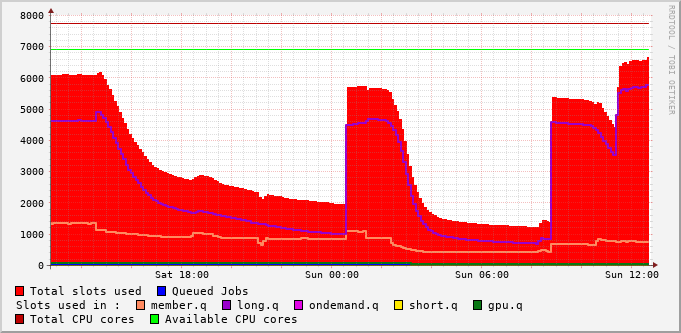 8000
7000
6000
5000
4000
3000
2000
1000
0
Sat 18:00 Sun 00:00 Sun 06:00 Sun 12:00
RRDTOOL / TOBI OETIKER
Total slots used Queued Jobs
Slots used in : member.q long.q ondemand.q short.q gpu.q
Total CPU cores Available CPU cores